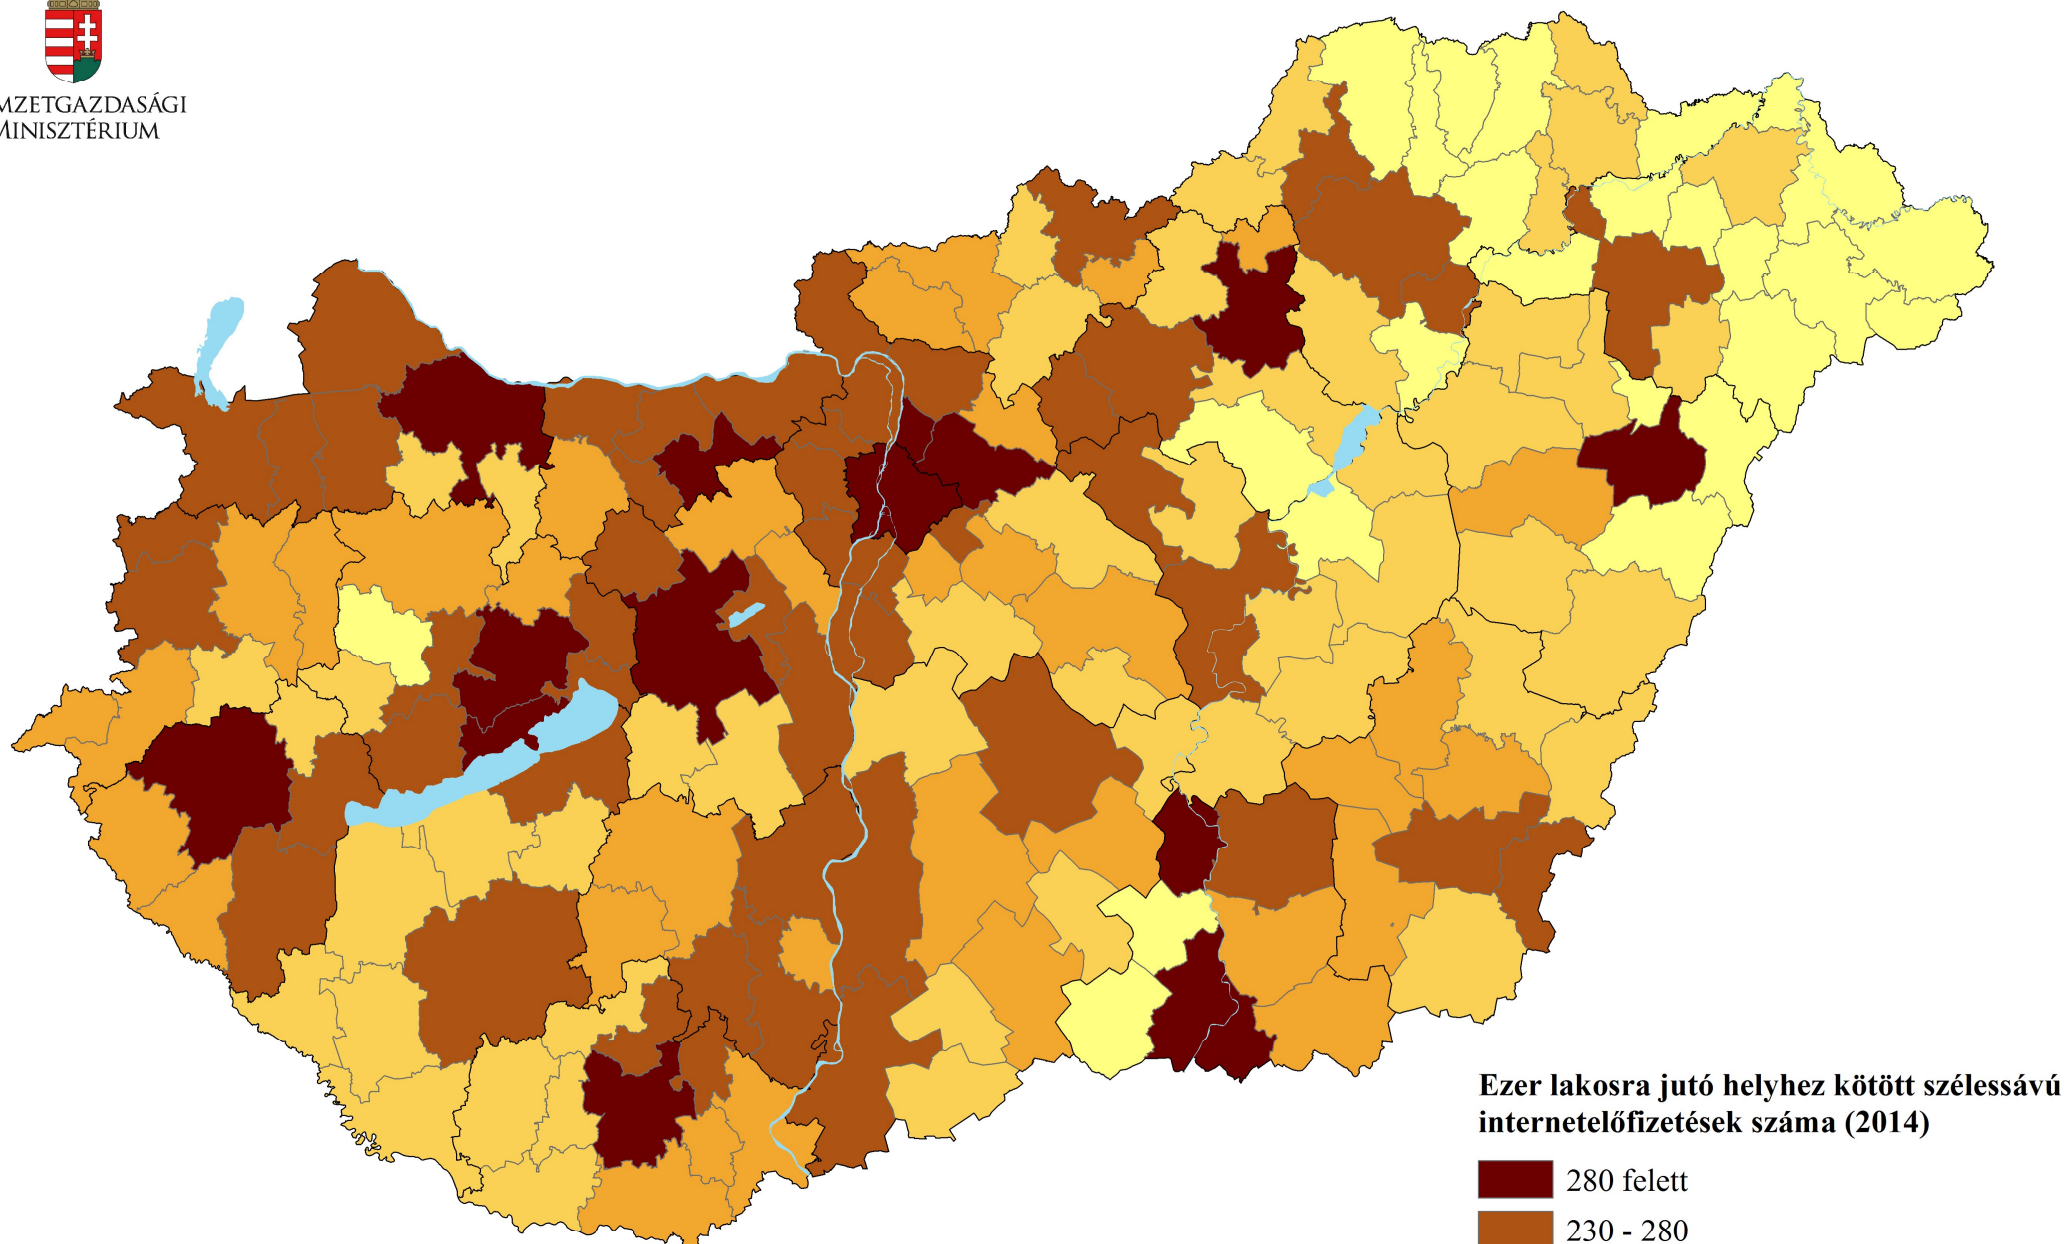 MZETGAZDASÁGI
MINISZTÉRIUM
Ezer lakosra jutó helyhez kötött szélessávú
internetelőfizetések száma (2014)
280 felett
230 - 280